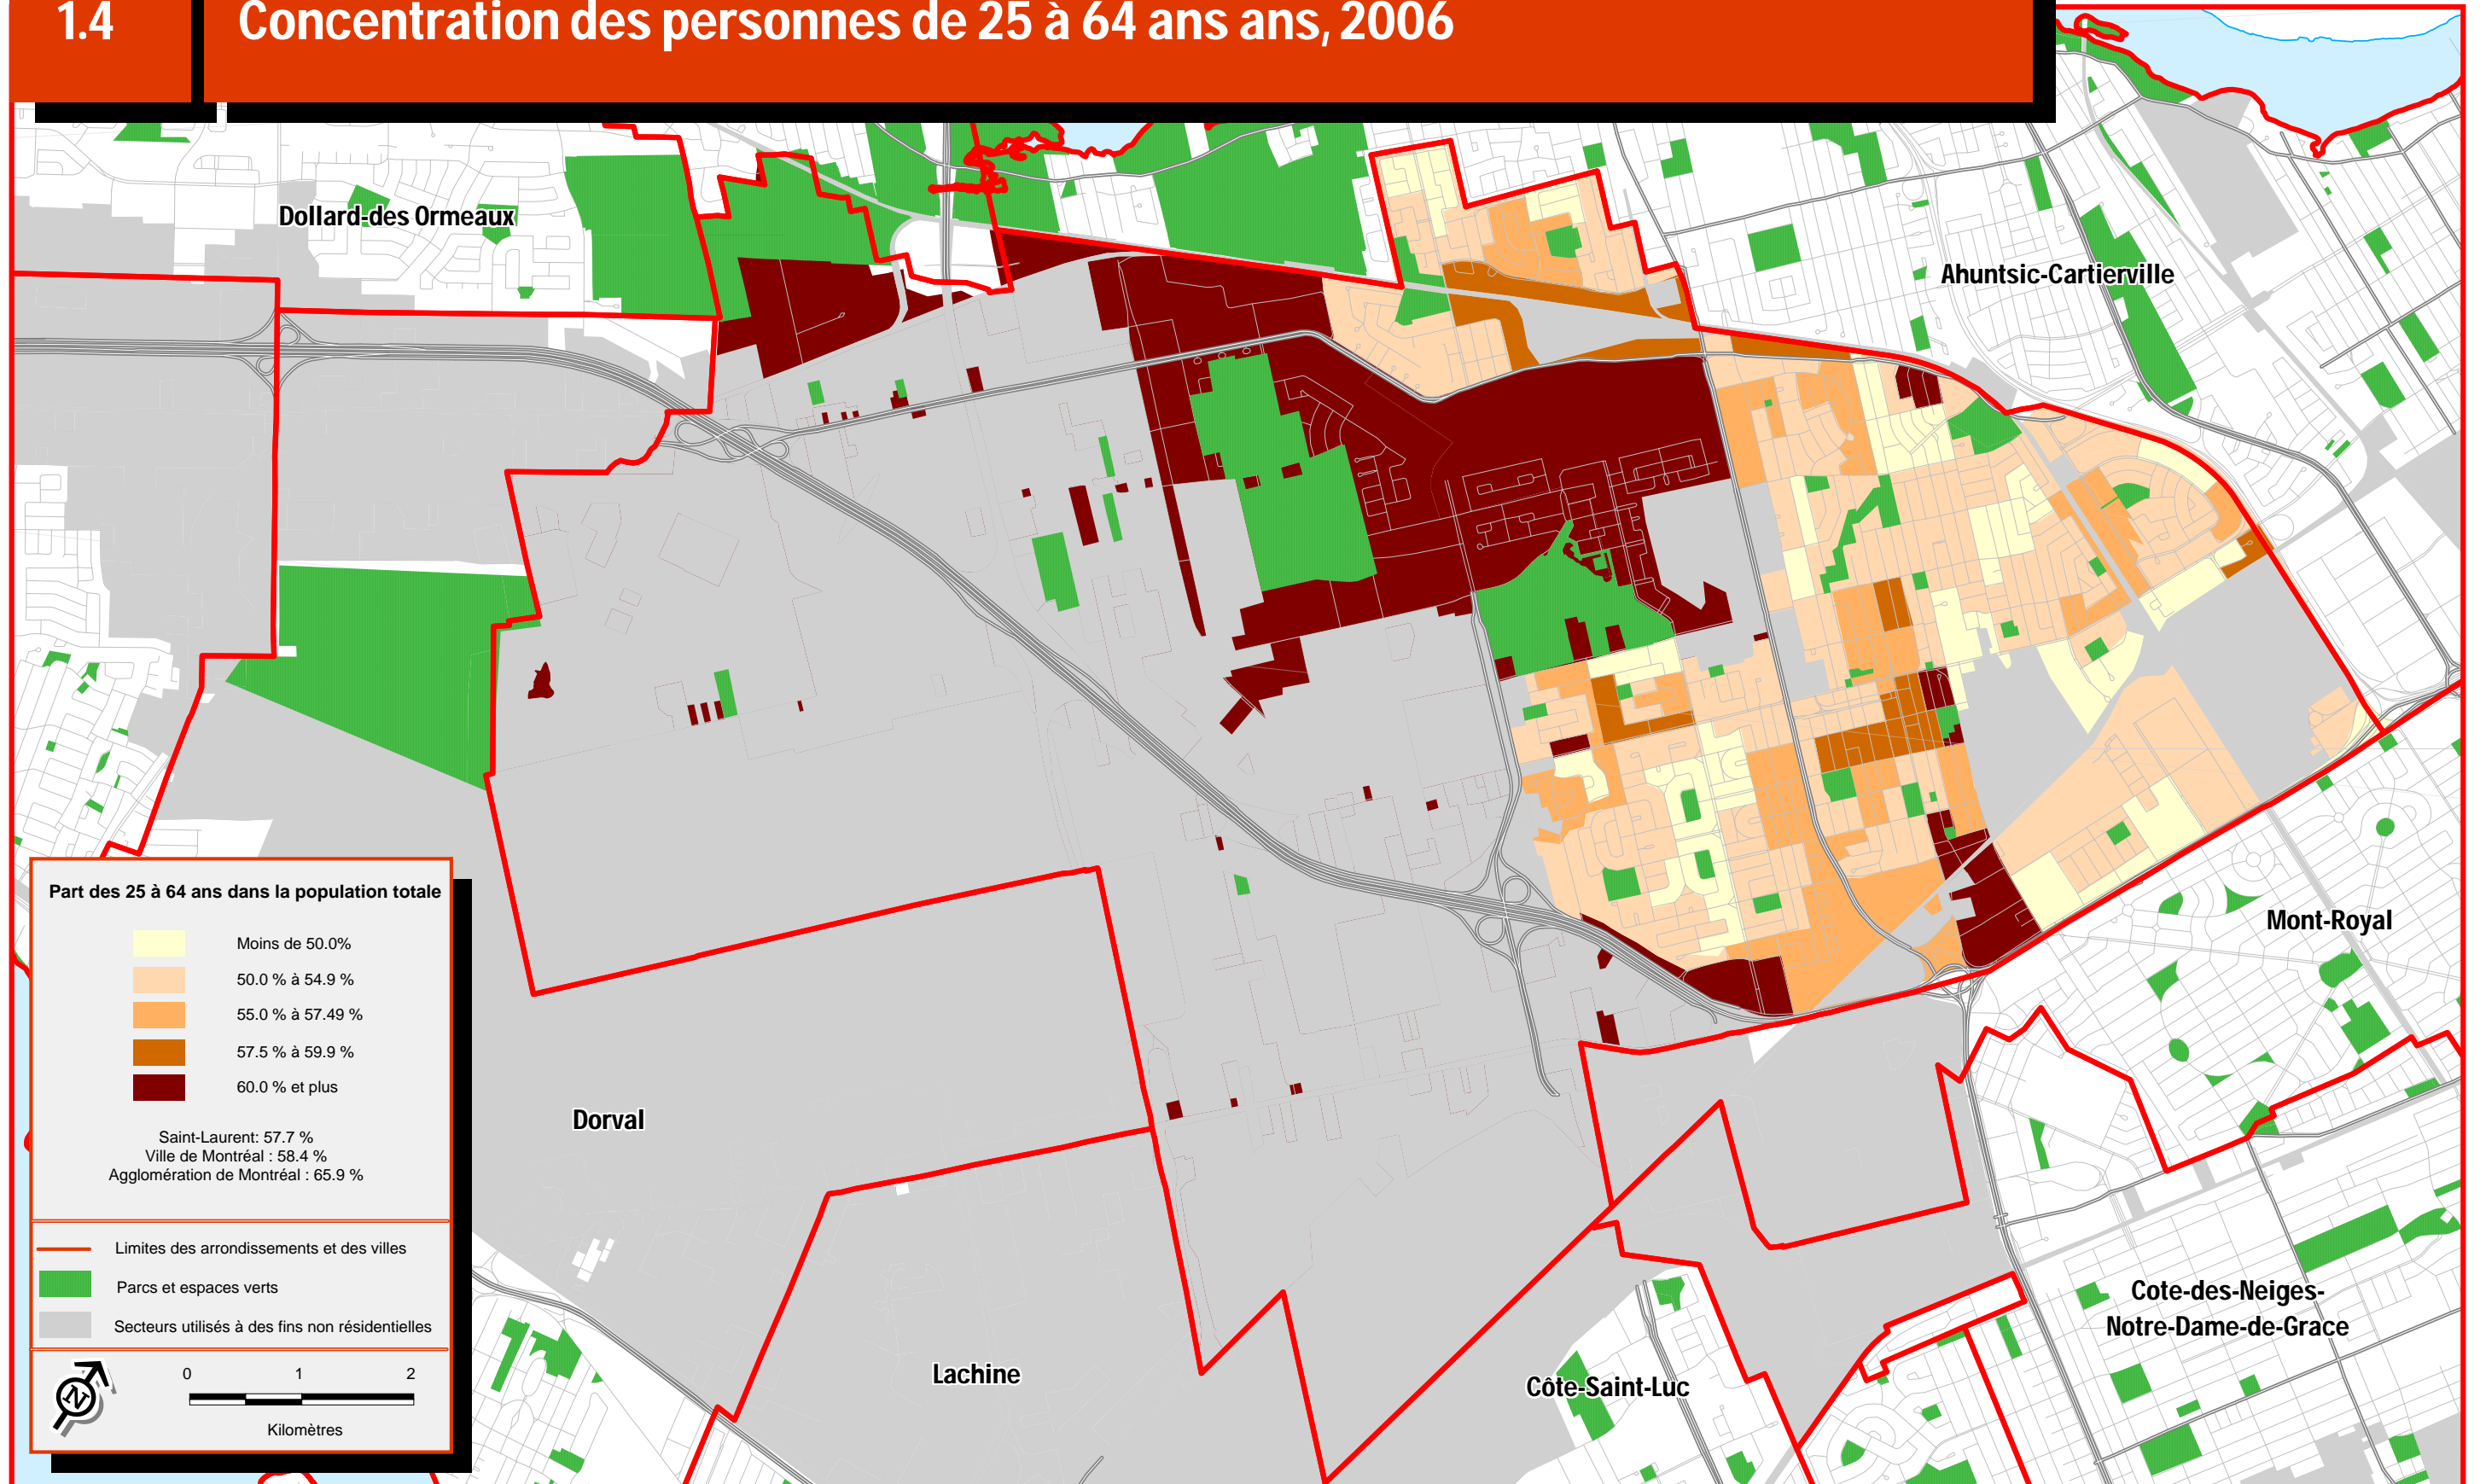 1.4
Concentration des personnes de 25 à 64 ans ans, 2006
Dollard-des Ormeaux
Ahuntsic-Cartierville
Part des 25 à 64 ans dans la population totale
Moins de 50.0%
50.0 % à 54.9 %
55.0 % à 57.49 %
57.5 % à 59.9 %
60.0 % et plus
Saint-Laurent: 57.7 %
Ville de Montréal : 58.4 %
Agglomération de Montréal : 65.9 %
Limites des arrondissements et des villes
Parcs et espaces verts
Secteurs utilisés à des fins non résidentielles
N
0 1 2
Kilomètres
Mont-Royal
Dorval
Lachine
Côte-Saint-Luc
Cote-des-Neiges-
Notre-Dame-de-Grace